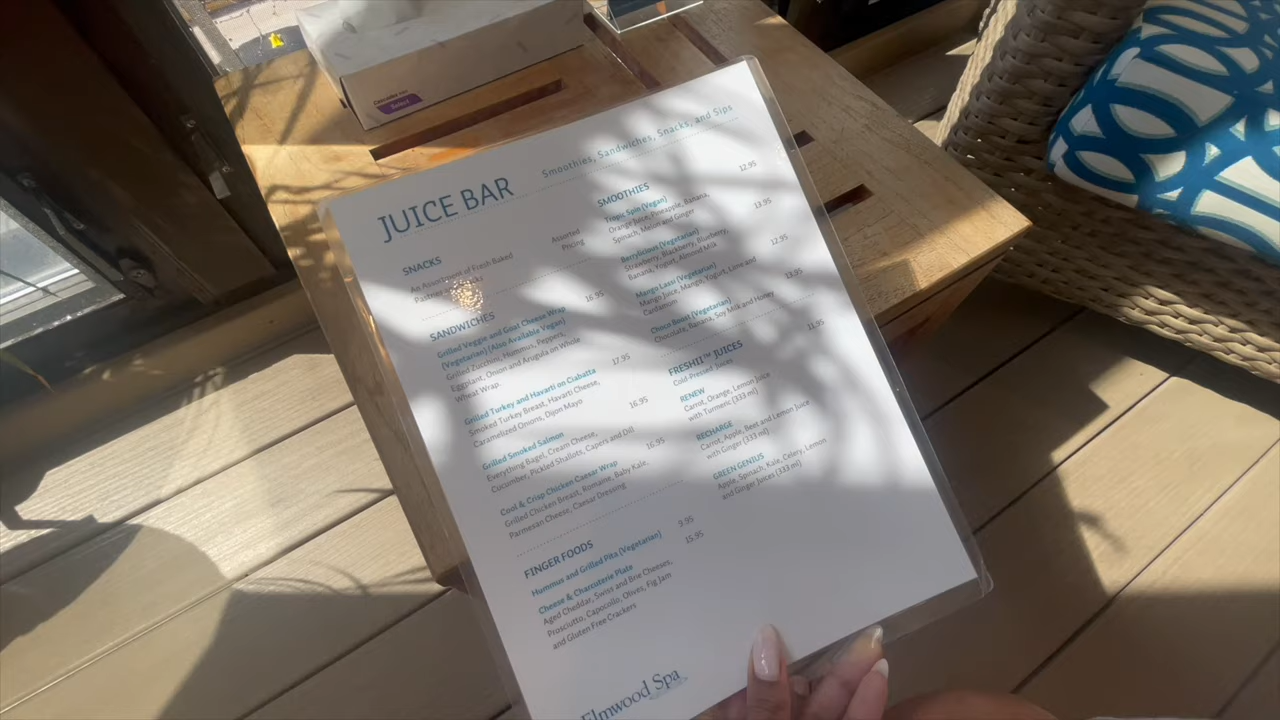 JUICE BAR
Smoothies, Sandwiches, Snacks, and Sips
SNACKS
Assorted
Pricing
An Assortment of Fresh Baked
SANDWICHES
Grilled Veggie and Goat Cheese Wrap 16.95
(Vegetarian) (Also Available Vegan)
Grilled Zucchini, Hummus, Peppers,
Eggplant, Onion and Arugula on Whole
Wheat Wrap.
Grilled Turkey and Havarti on Ciabatta 17.95
Smoked Turkey Breast, Havarti Cheese,
Caramelized Onions, Dijon Mayo
Grilled Smoked Salmon 16.95
Everything Bagel, Cream Cheese,
Cucumber, Pickled Shallots, Capers and Dill
Cool & Crisp Chicken Caesar Wrap 16.95
Grilled Chicken Breast, Romaine, Baby Kale,
Parmesan Cheese, Caesar Dressing
FINGER FOODS
Hummus and Grilled Pita (Vegetarian) 9.95
Cheese & Charcuterie Plate 15.95
Aged Cheddar, Swiss and Brie Cheeses,
Prosciutto, Capocollo, Olives, Fig Jam
and Gluten Free Crackers
SMOOTHIES
Tropic Spin (Vegan) 12.95
Orange Juice, Pineapple, Banana,
Spinach, Melon and Ginger
Berrylicious (Vegetarian) 13.95
Strawberry, Blackberry, Blueberry,
Banana, Yogurt, Almond Milk
Mango Lassi (Vegetarian) 12.95
Mango Juice, Mango, Yogurt, Lime and
Cardamom
Choco Boost (Vegetarian) 13.95
Chocolate, Banana, Soy Milk and Honey
FRESHII™ JUICES 11.95
Cold-Pressed Juices
RENEW
Carrot, Orange, Lemon Juice
with Turmeric (333 ml)
RECHARGE
Carrot, Apple, Beet and Lemon Juice
with Ginger (333 ml)
GREEN GENIUS
Apple, Spinach, Kale, Celery, Lemon
and Ginger Juices (333 ml)
Elmwood Spa